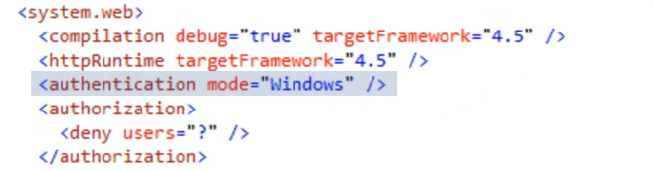 <system.web>
<compilation debug="true" targetFramework="4.5" />
<httpRuntime targetFramework="4.5" />
<authentication mode="Windows" />
<authorization>
<deny users="?" />
</authorization>